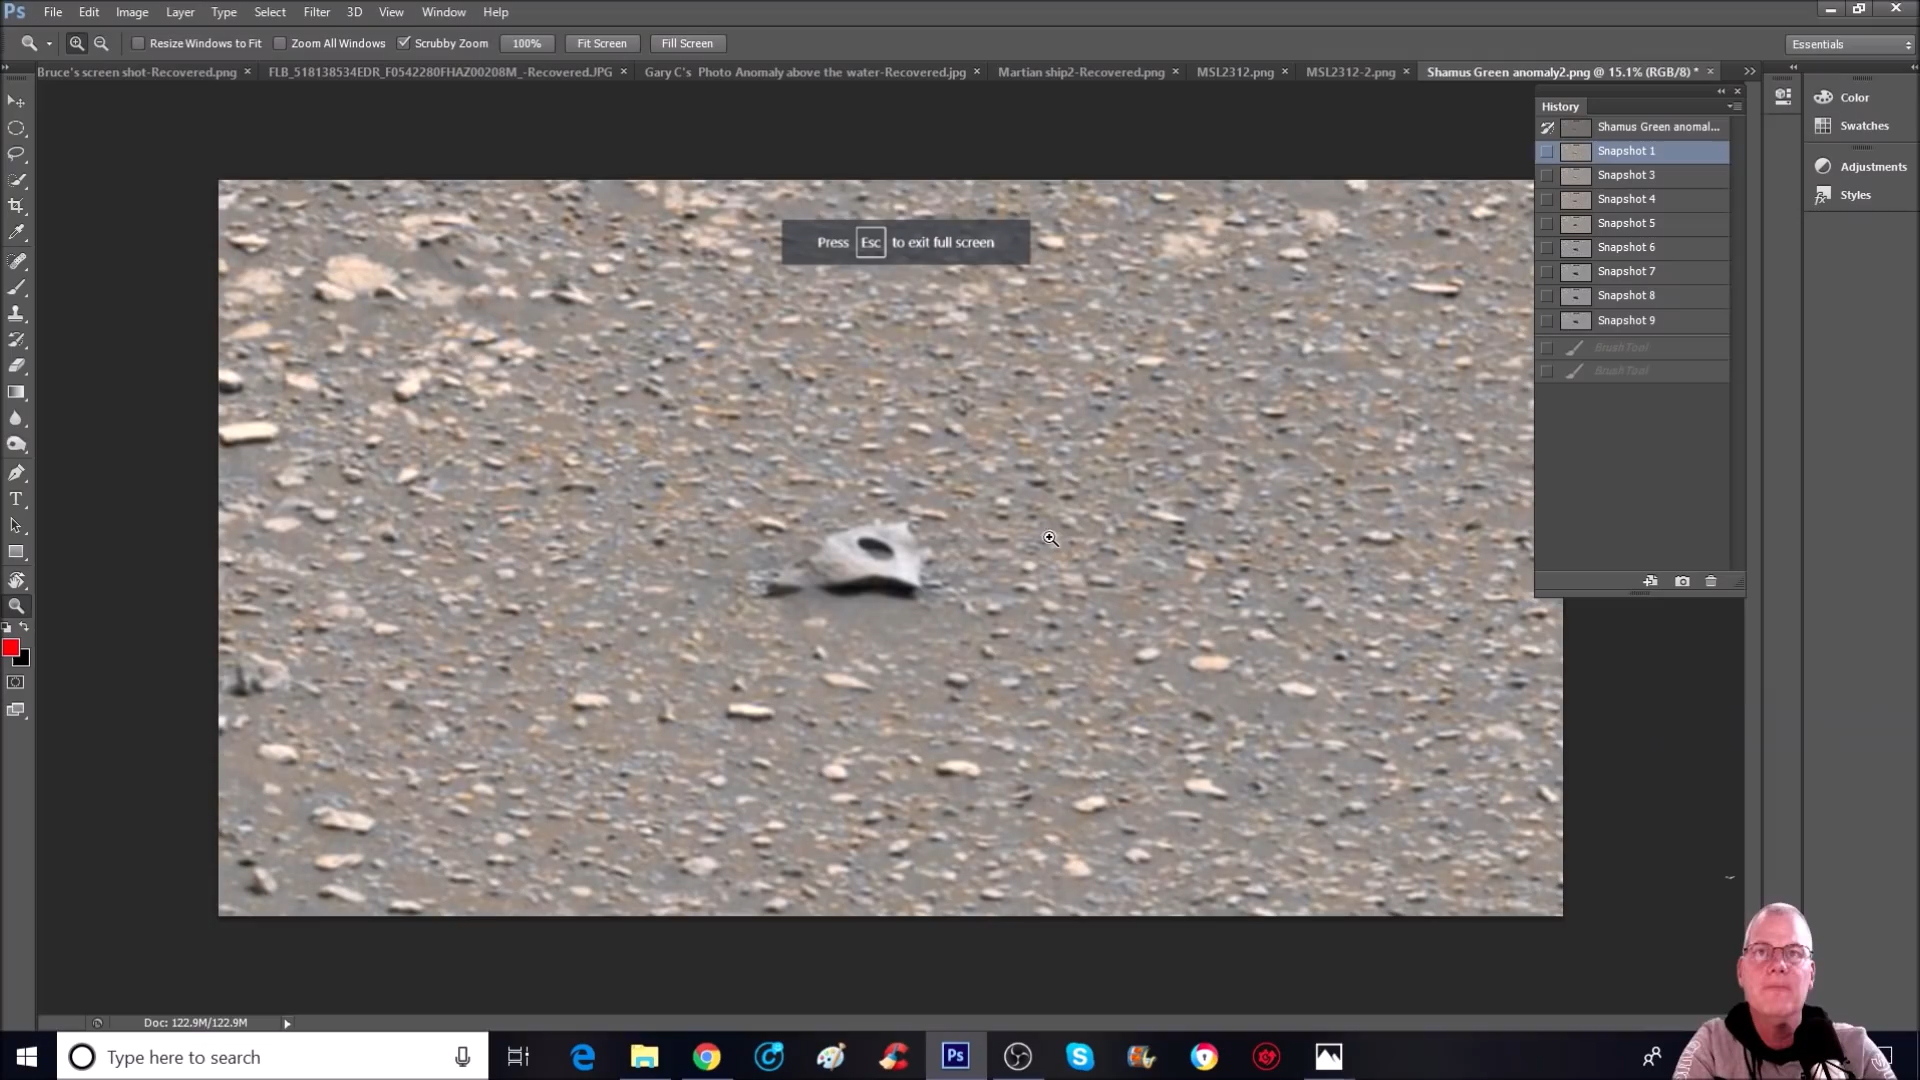 Ps File Edit Image Layer Type Select Filter 3D View Window Help
Resize Windows to Fit Zoom All Windows Scrubby Zoom 100% Fit Screen Fill Screen Essentials
Bruce's screen shot-Recovered.png × FLB_518138534EDR_F0542280FHAZ00208M_-Recovered.JPG × Gary C's Photo Anomaly above the water-Recovered.jpg × Martian ship2-Recovered.png × MSL2312.png × MSL2312-2.png × Shamus Green anomaly2.png @ 15.1% (RGB/8) * ×
History
Shamus Green anomal...
Snapshot 1
Snapshot 3
Snapshot 4
Snapshot 5
Snapshot 6
Snapshot 7
Snapshot 8
Snapshot 9
BrushTool
BrushTool
Color
Swatches
Adjustments
Styles
Press Esc to exit full screen
Doc: 122.9M/122.9M
Type here to search
Ps